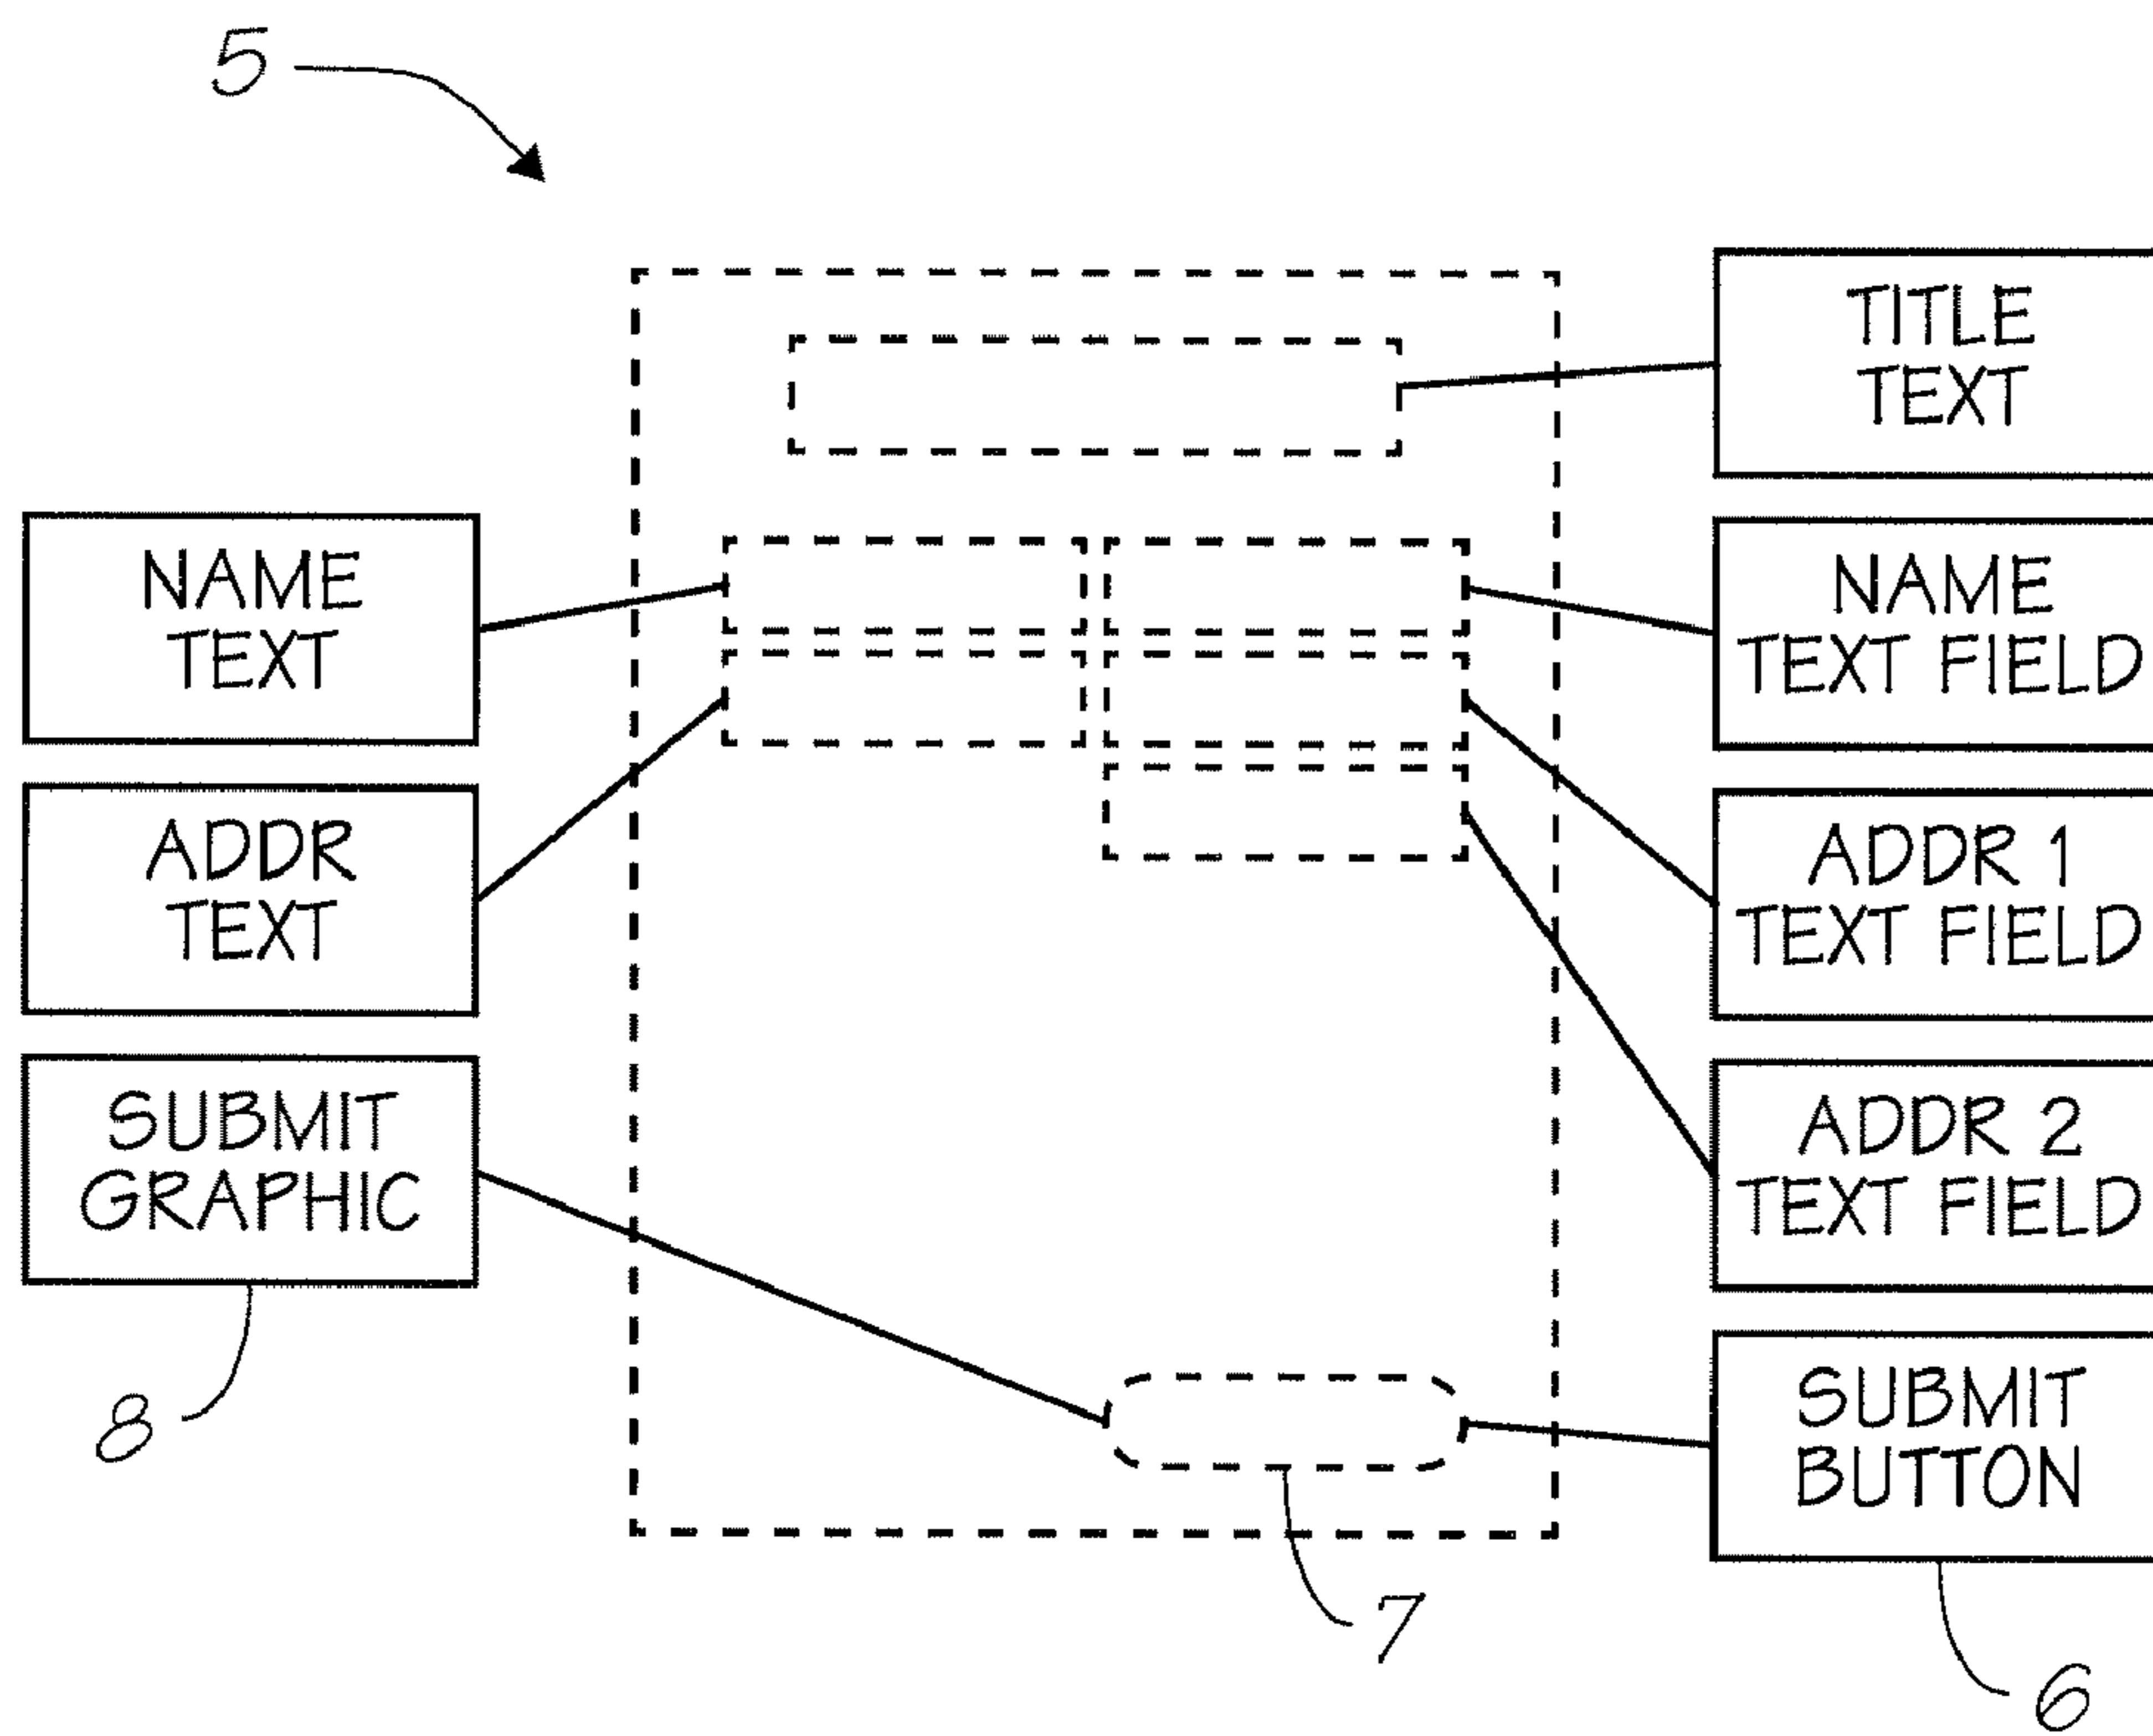 5
TITLE
TEXT
NAME
TEXT
NAME
TEXT FIELD
ADDR
TEXT
ADDR 1
TEXT FIELD
SUBMIT
GRAPHIC
ADDR 2
TEXT FIELD
SUBMIT
BUTTON
8
7
6